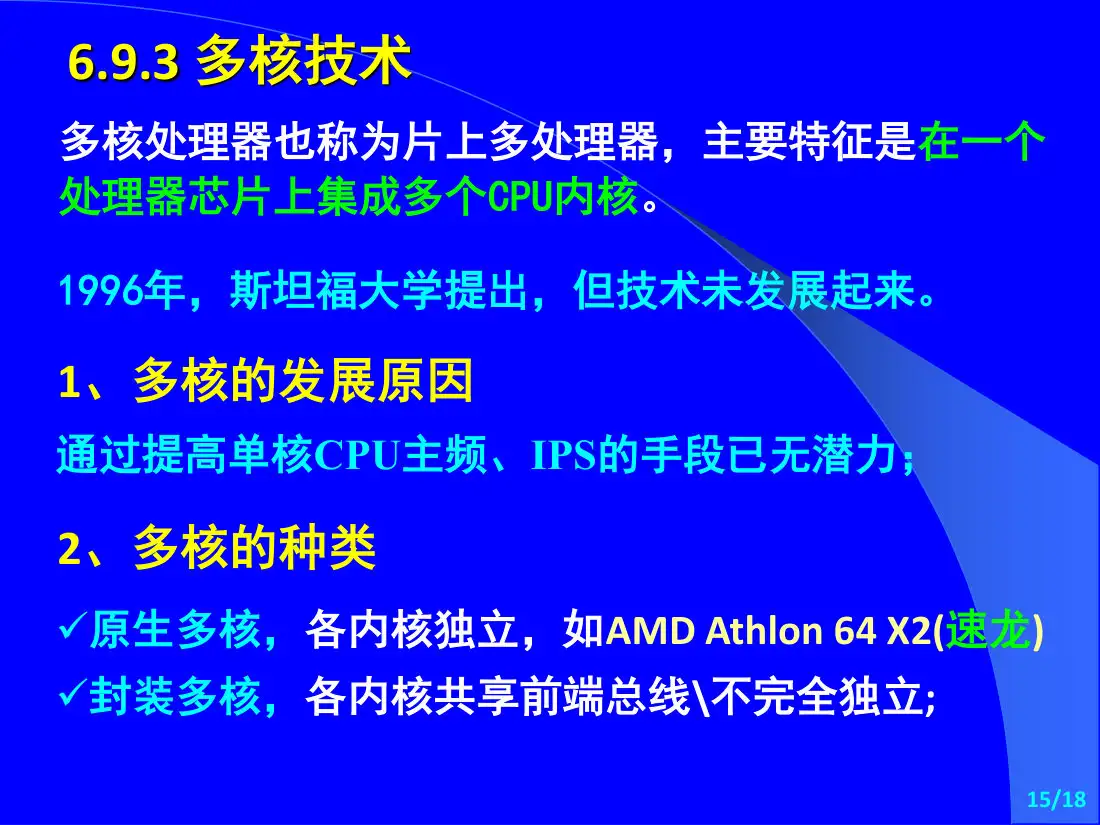 6.9.3 多核技术
多核处理器也称为片上多处理器，主要特征是在一个
处理器芯片上集成多个CPU内核。
1996年，斯坦福大学提出，但技术未发展起来。
1、多核的发展原因
通过提高单核CPU主频、IPS的手段已无潜力；
2、多核的种类
✓原生多核，各内核独立，如AMD Athlon 64 X2(速龙)
✓封装多核，各内核共享前端总线\不完全独立;
15/18